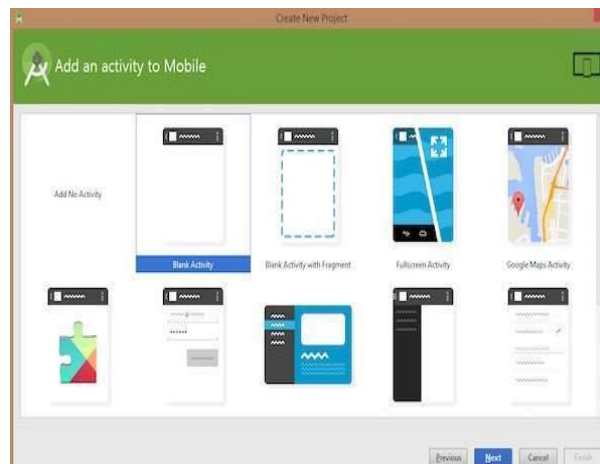 Create New Project
Add an activity to Mobile
Add No Activity
Blank Activity
Blank Activity with Fragment
Fullscreen Activity
Google Maps Activity
Previous
Next
Cancel
Finish